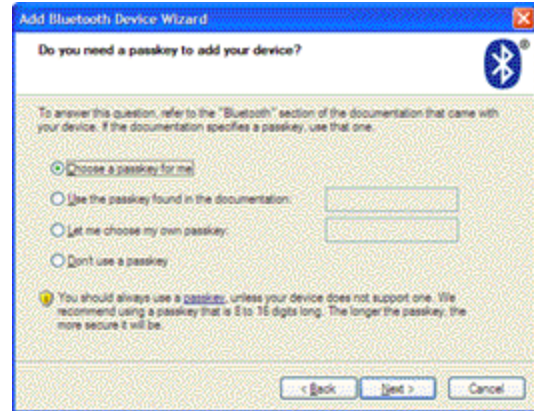 Add Bluetooth Device Wizard
Do you need a passkey to add your device?
®
To answer this question, refer to the "Bluetooth" section of the documentation that came with
your device. If the documentation specifies a passkey, use that one.
Choose a passkey for me
Use the passkey found in the documentation:
Let me choose my own passkey:
Don't use a passkey
You should always use a passkey, unless your device does not support one. We
recommend using a passkey that is 8 to 16 digits long. The longer the passkey, the
more secure it will be.
< Back Next > Cancel